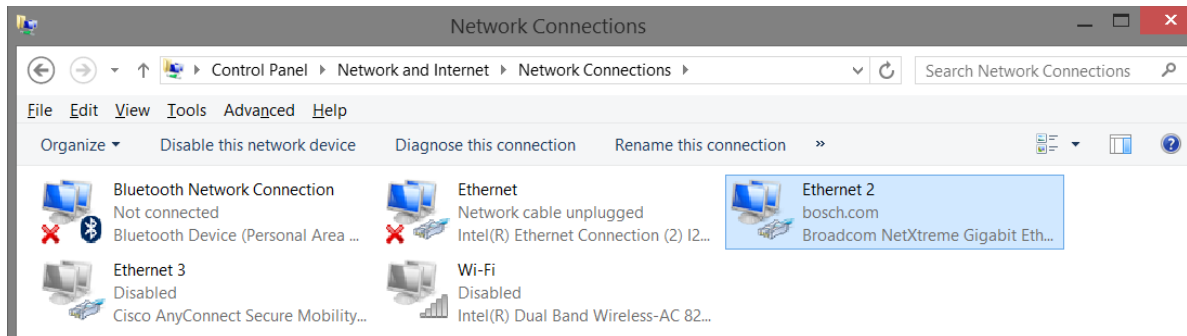 Network Connections
Control Panel Network and Internet Network Connections
Search Network Connections
File Edit View Tools Advanced Help
Organize Disable this network device Diagnose this connection Rename this connection »
Bluetooth Network Connection
Not connected
Bluetooth Device (Personal Area ...
Ethernet
Network cable unplugged
Intel(R) Ethernet Connection (2) I2...
Ethernet 2
bosch.com
Broadcom NetXtreme Gigabit Eth...
Ethernet 3
Disabled
Cisco AnyConnect Secure Mobility...
Wi-Fi
Disabled
Intel(R) Dual Band Wireless-AC 82...